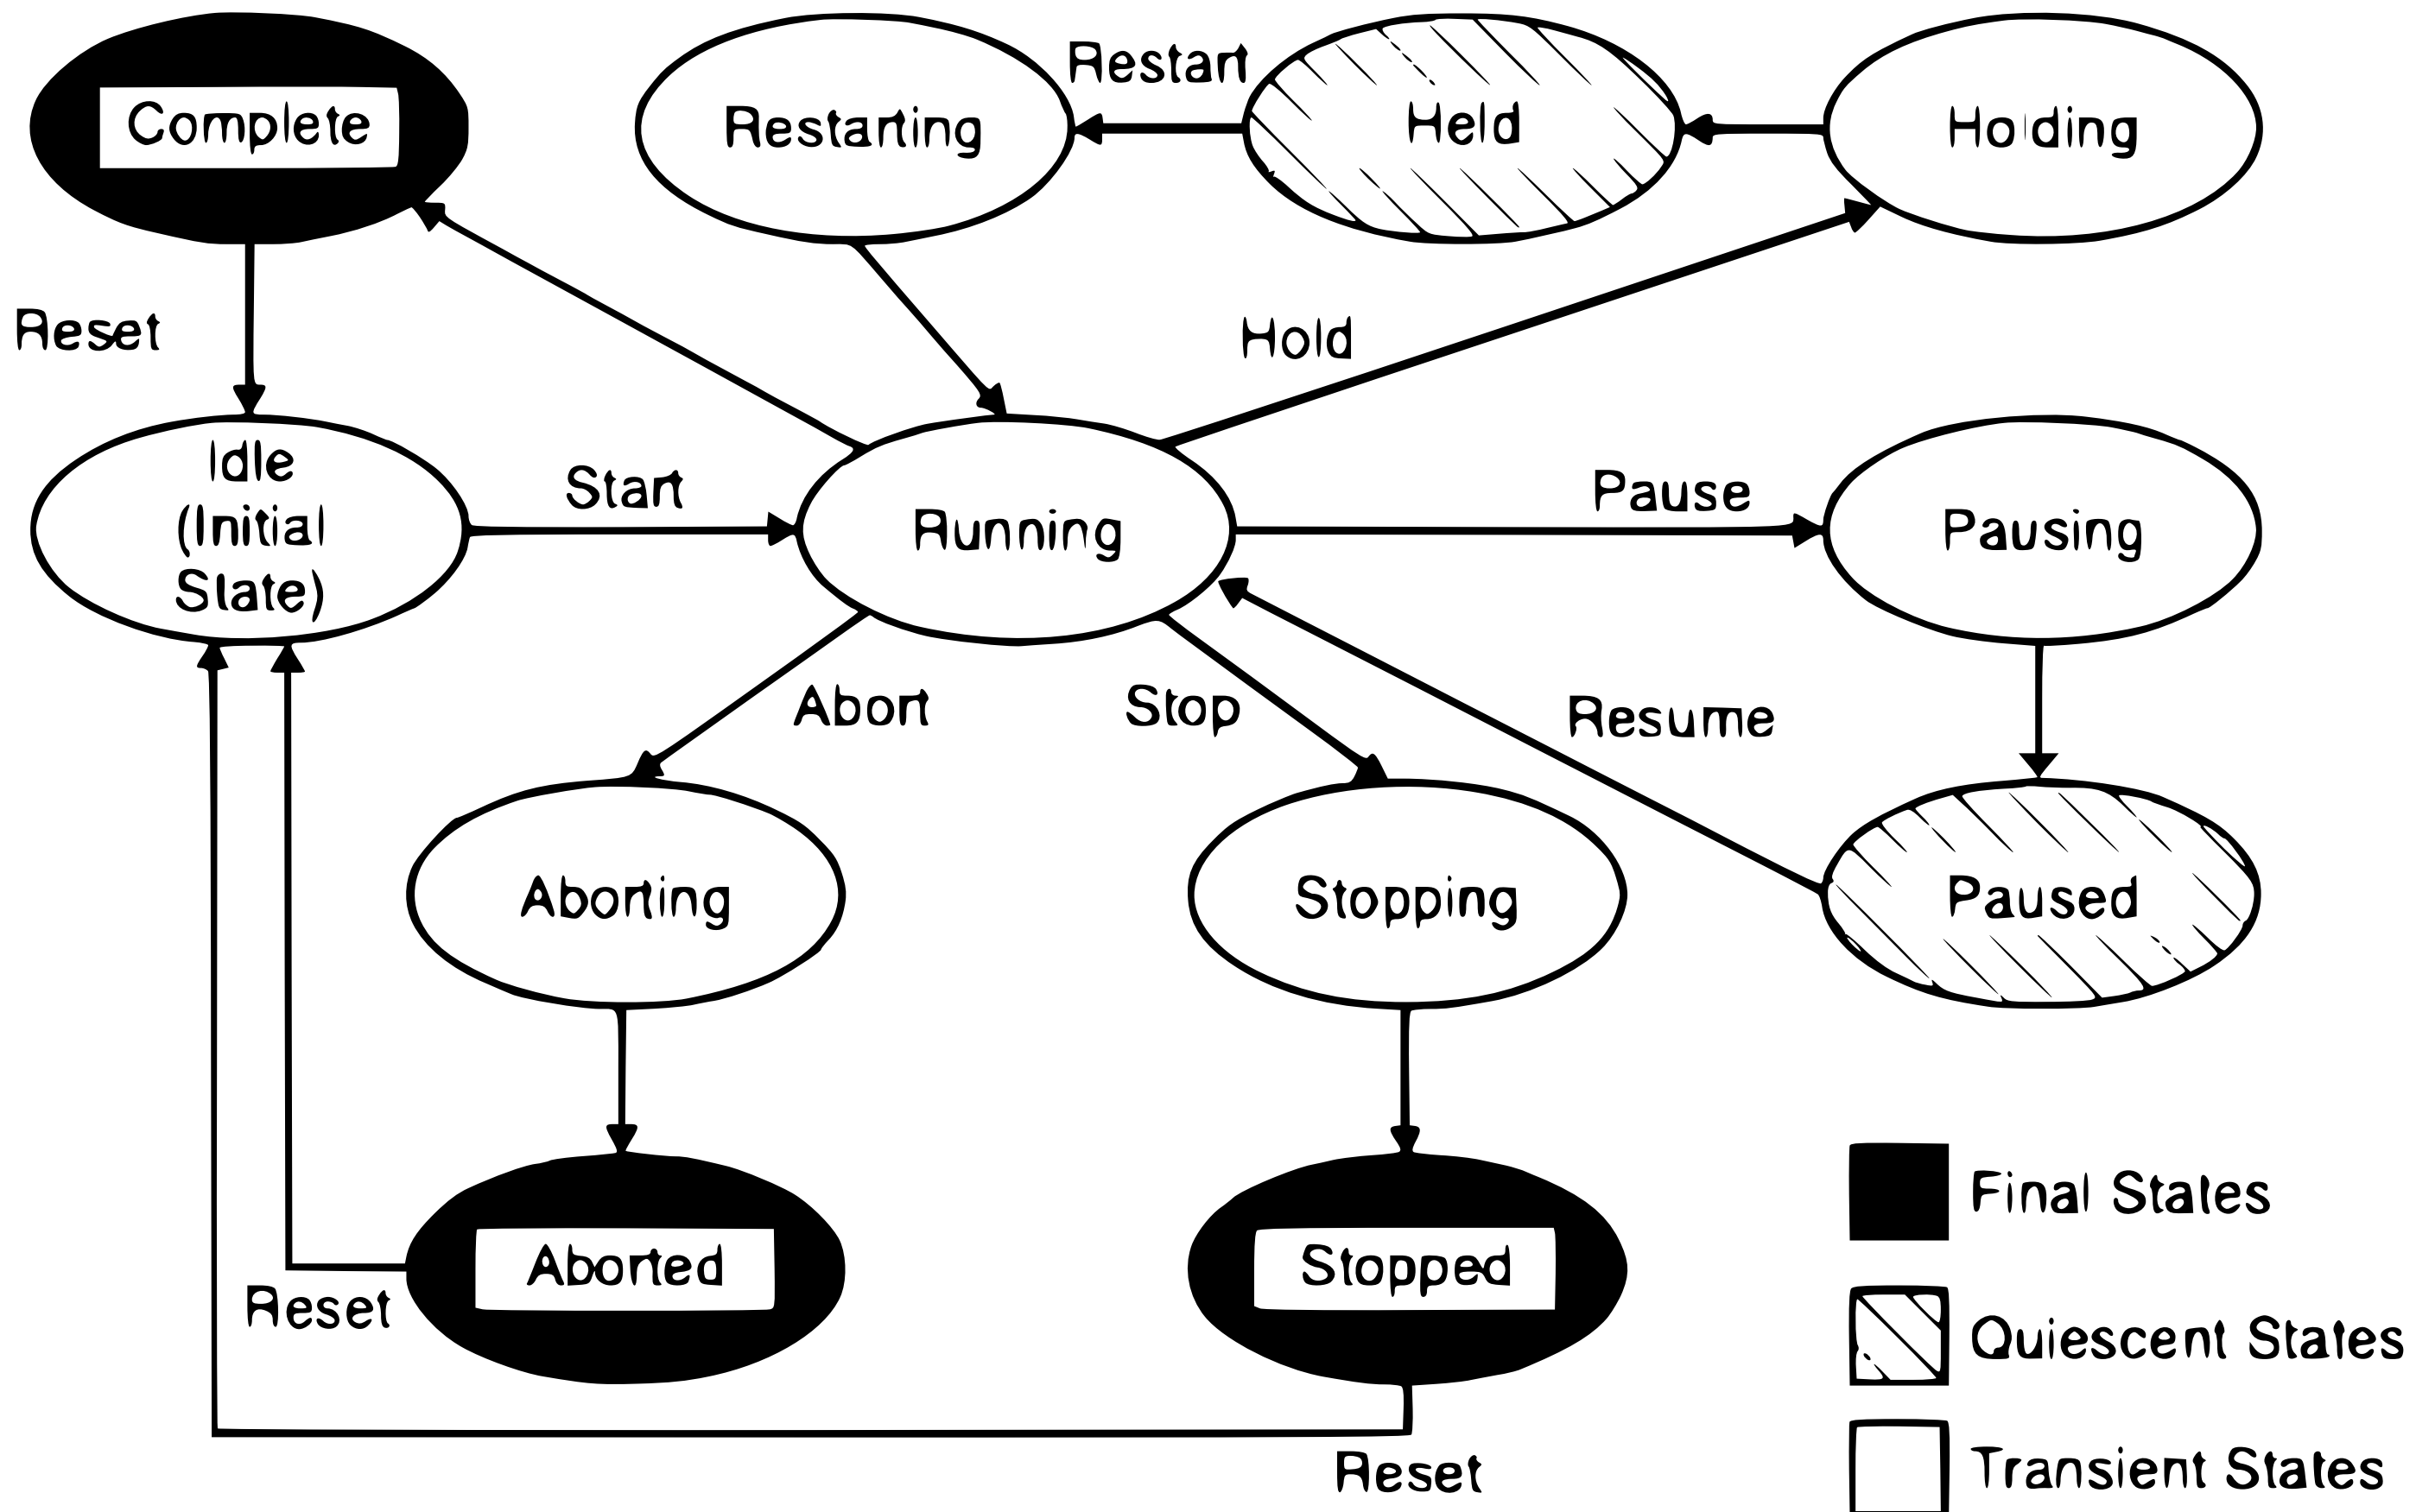 Complete
Restarting
Restart
Held
Holding
Reset
Hold
Idle
(Initial
State)
Start
Running
Pause
Pausing
Abort
Stop
Resume
Aborting
Stopping
Paused
Aborted
Stopped
Reset
Reset
Final States
Quiescent States
Transient States